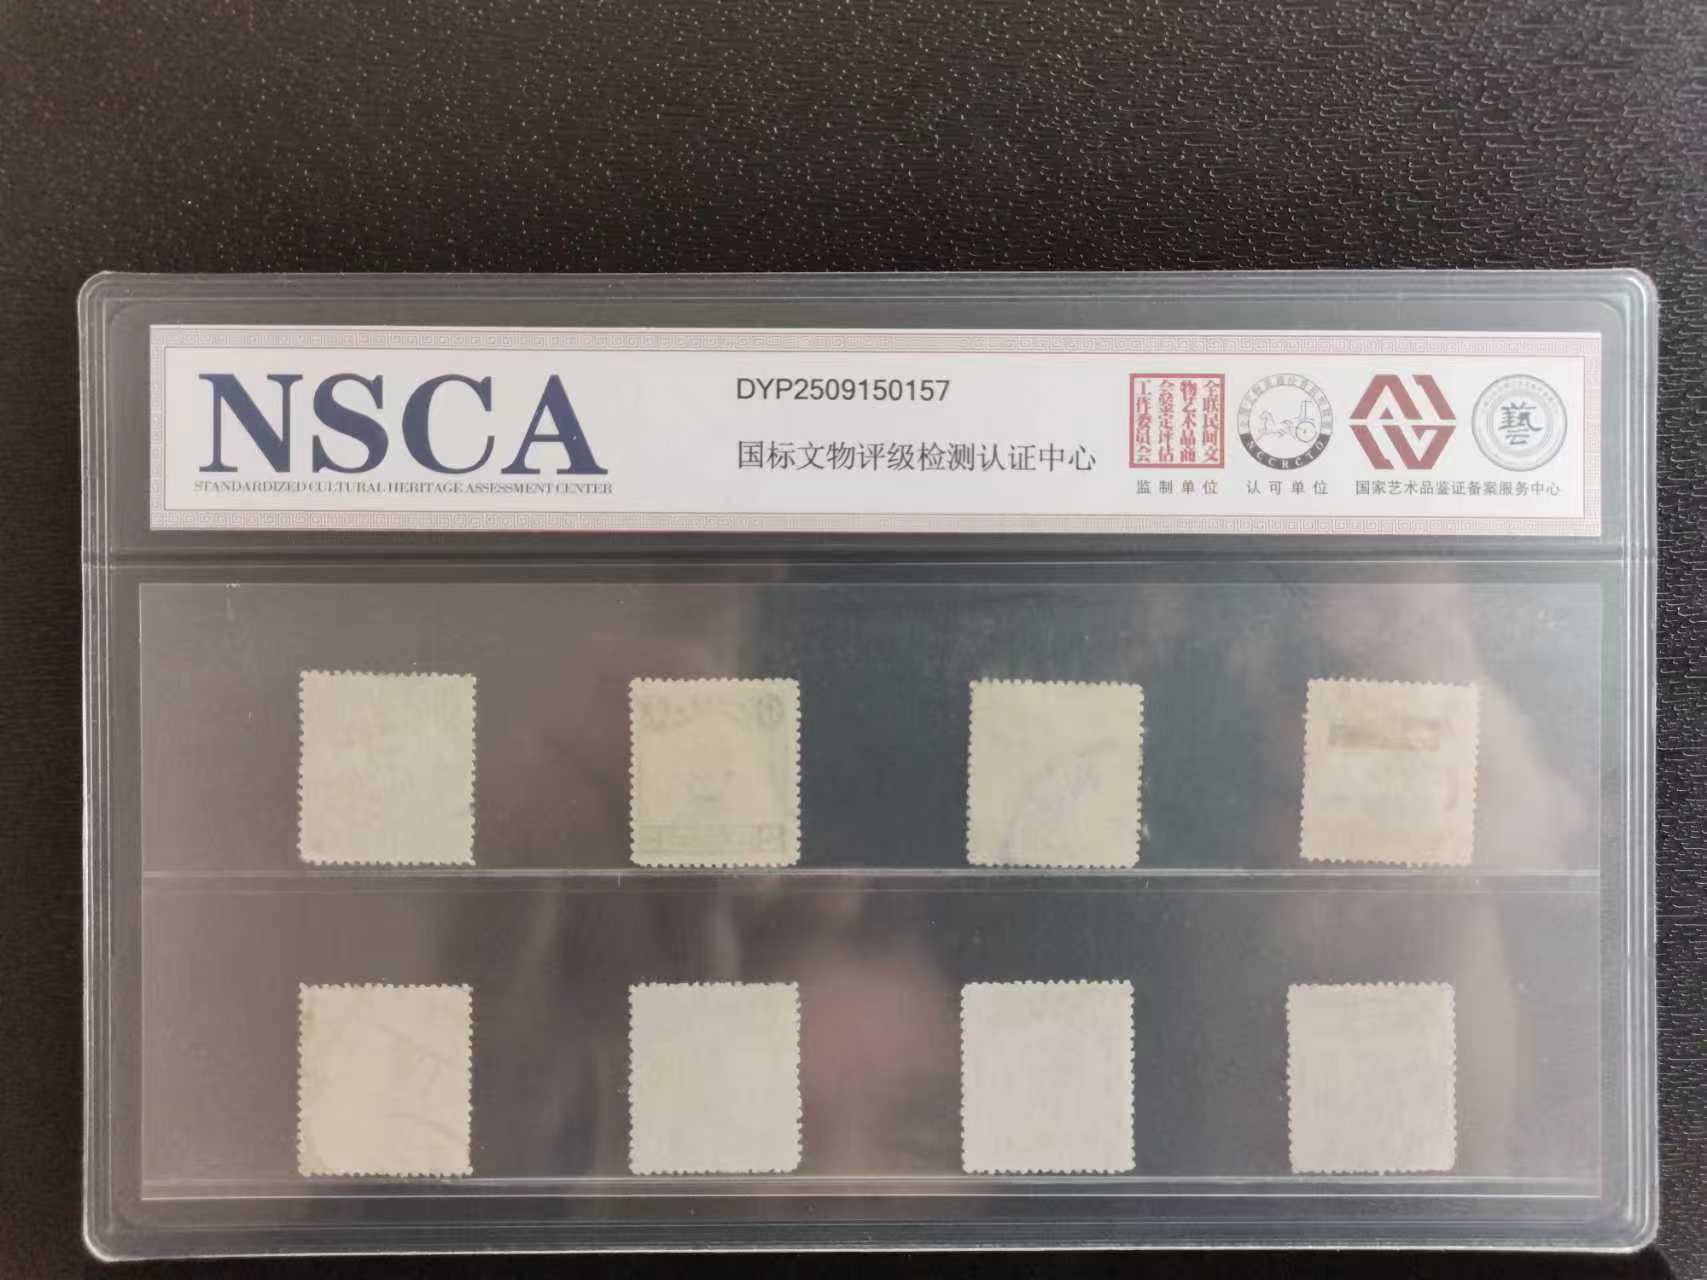 NSCA
STANDARDIZED CULTURAL HERITAGE ASSESSMENT CENTER
DYP2509150157
国标文物评级检测认证中心
全联民间文
物艺术品商
会鉴定评估
工作委员会
监制单位
NCCRCTO
认可单位
藝
国家艺术品鉴证备案服务中心